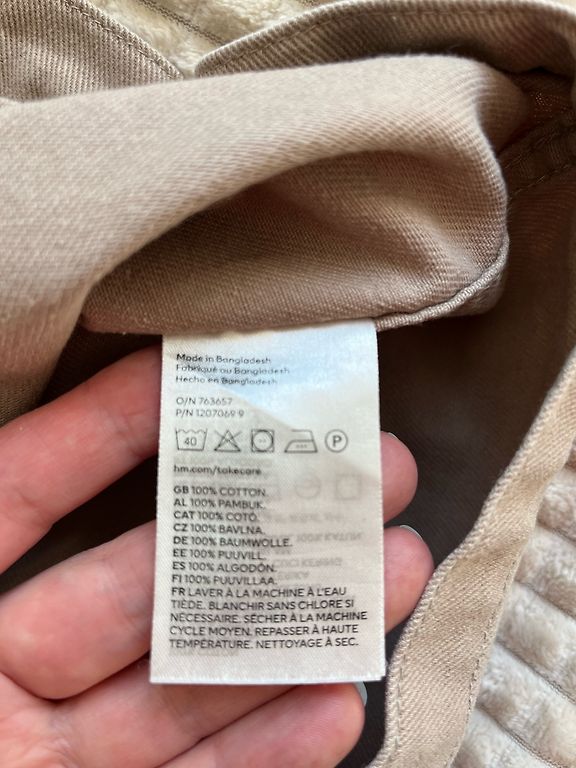 Made in Bangladesh
Fabriqué au Bangladesh
Hecho en Bangladesh
O/N 763657
P/N 1207069 9
40
P
hm.com/takecare
GB 100% COTTON.
AL 100% PAMBUK.
CAT 100% COTÓ.
CZ 100% BAVLNA.
DE 100% BAUMWOLLE.
EE 100% PUUVILL.
ES 100% ALGODÓN.
FI 100% PUUVILLAA.
FR LAVER À LA MACHINE À L'EAU
TIÈDE. BLANCHIR SANS CHLORE SI
NÉCESSAIRE. SÉCHER À LA MACHINE
CYCLE MOYEN. REPASSER À HAUTE
TEMPÉRATURE. NETTOYAGE À SEC.